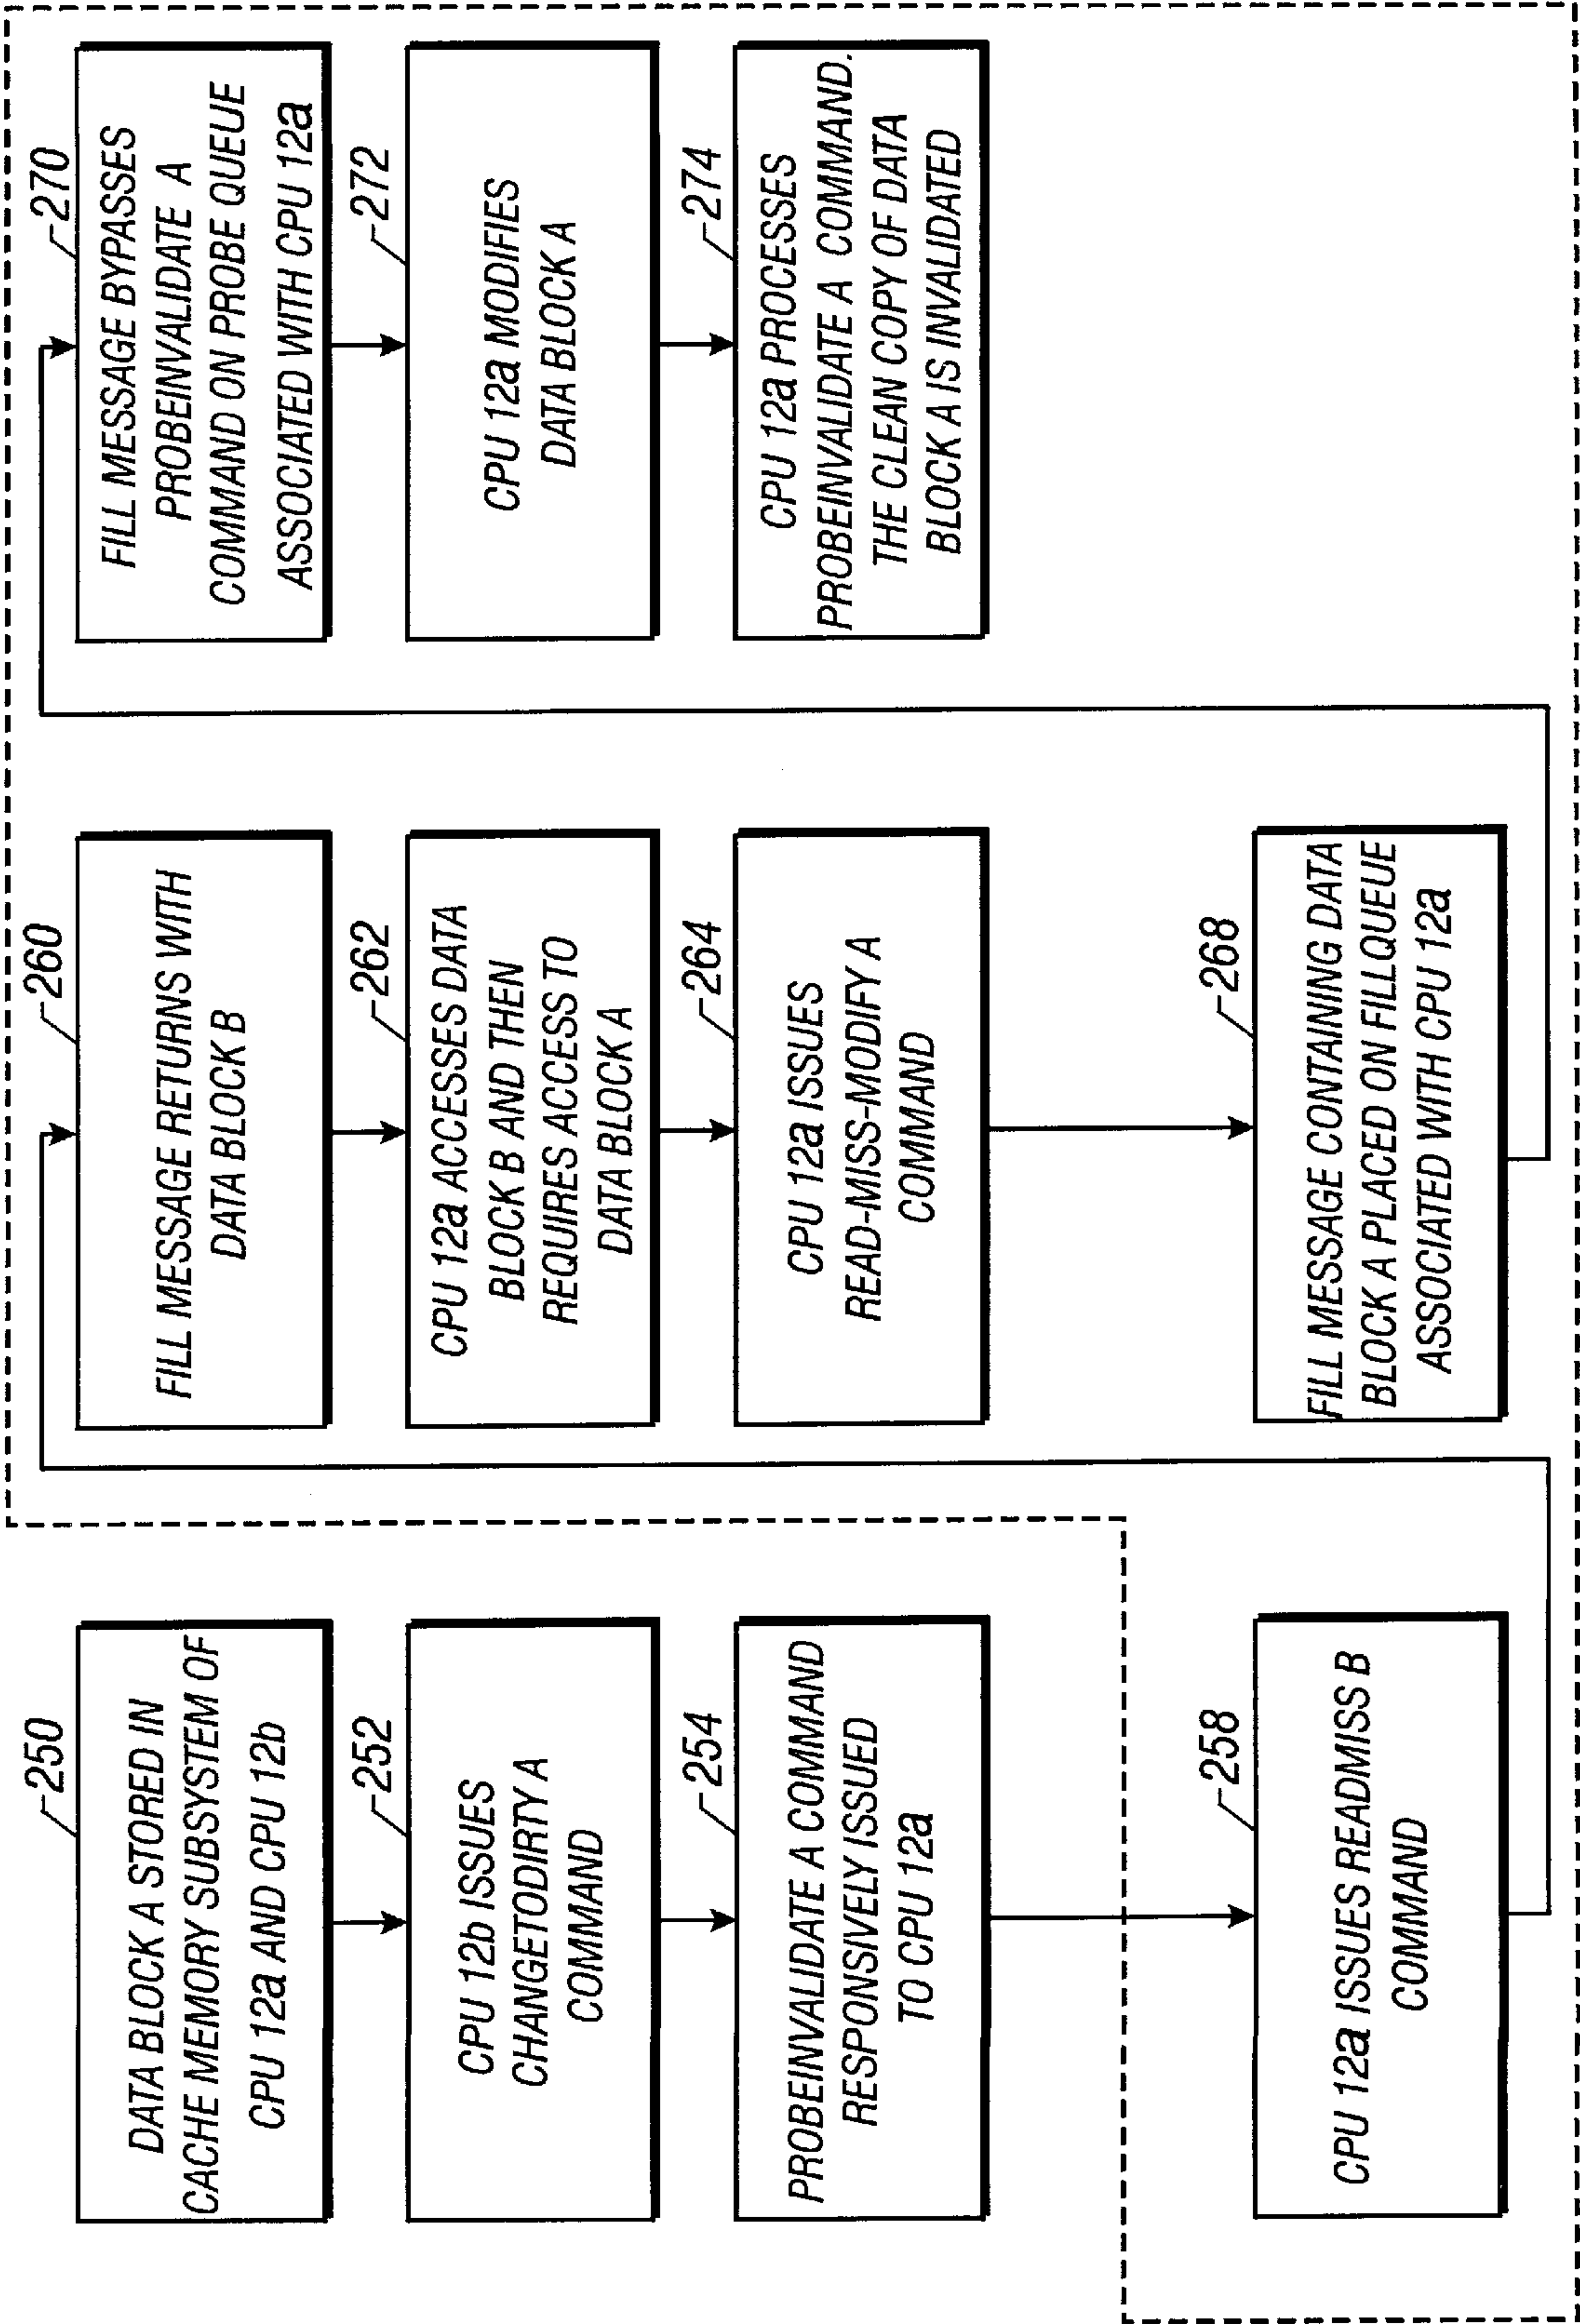 250
DATA BLOCK A STORED IN
CACHE MEMORY SUBSYSTEM OF
CPU 12a AND CPU 12b
252
CPU 12b ISSUES
CHANGETODIRTY A
COMMAND
254
PROBEINVALIDATE A COMMAND
RESPONSIVELY ISSUED
TO CPU 12a
258
CPU 12a ISSUES READMISS B
COMMAND
260
FILL MESSAGE RETURNS WITH
DATA BLOCK B
262
CPU 12a ACCESSES DATA
BLOCK B AND THEN
REQUIRES ACCESS TO
DATA BLOCK A
264
CPU 12a ISSUES
READ-MISS-MODIFY A
COMMAND
268
FILL MESSAGE CONTAINING DATA
BLOCK A PLACED ON FILLQUEUE
ASSOCIATED WITH CPU 12a
270
FILL MESSAGE BYPASSES
PROBEINVALIDATE A
COMMAND ON PROBE QUEUE
ASSOCIATED WITH CPU 12a
272
CPU 12a MODIFIES
DATA BLOCK A
274
CPU 12a PROCESSES
PROBEINVALIDATE A COMMAND.
THE CLEAN COPY OF DATA
BLOCK A IS INVALIDATED